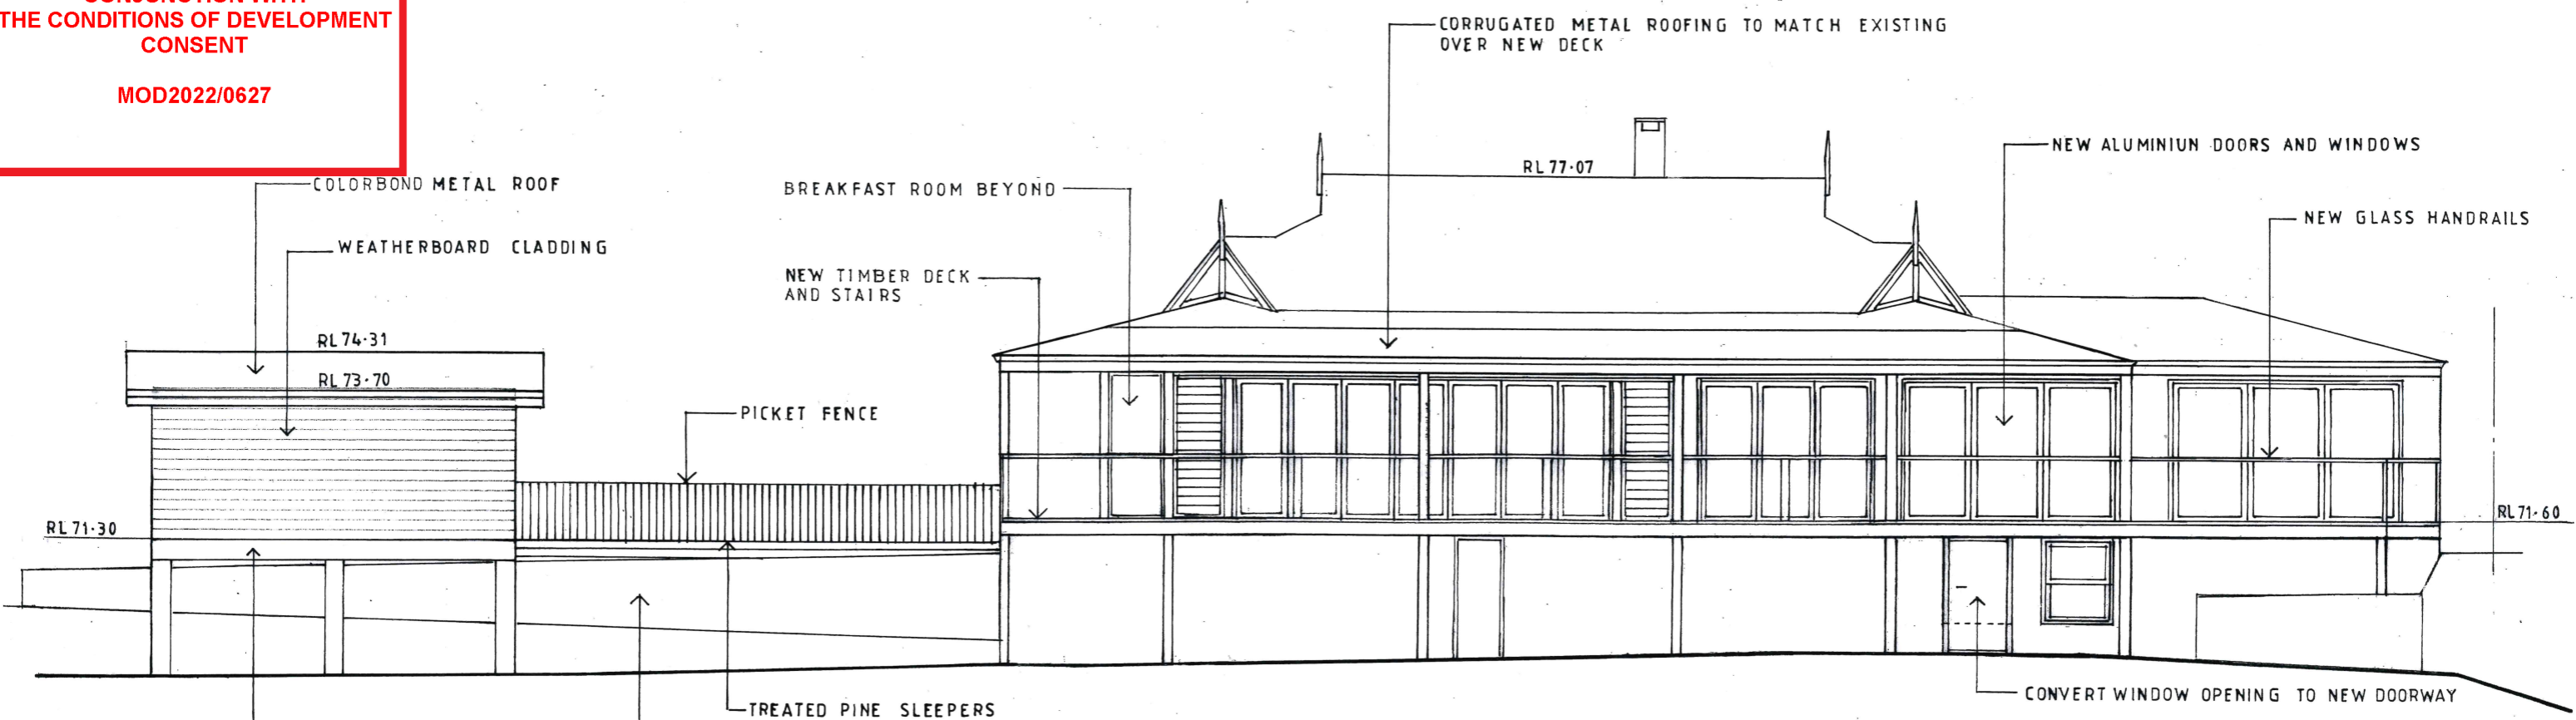 THE CONDITIONS OF DEVELOPMENT
CONSENT
MOD2022/0627
CORRUGATED METAL ROOFING TO MATCH EXISTING
OVER NEW DECK
NEW ALUMINIUN DOORS AND WINDOWS
RL 77·07
COLORBOND METAL ROOF
BREAKFAST ROOM BEYOND
NEW GLASS HANDRAILS
WEATHERBOARD CLADDING
NEW TIMBER DECK
AND STAIRS
RL 74·31
RL 73·70
PICKET FENCE
RL 71·30
RL 71·60
CONVERT WINDOW OPENING TO NEW DOORWAY
TREATED PINE SLEEPERS